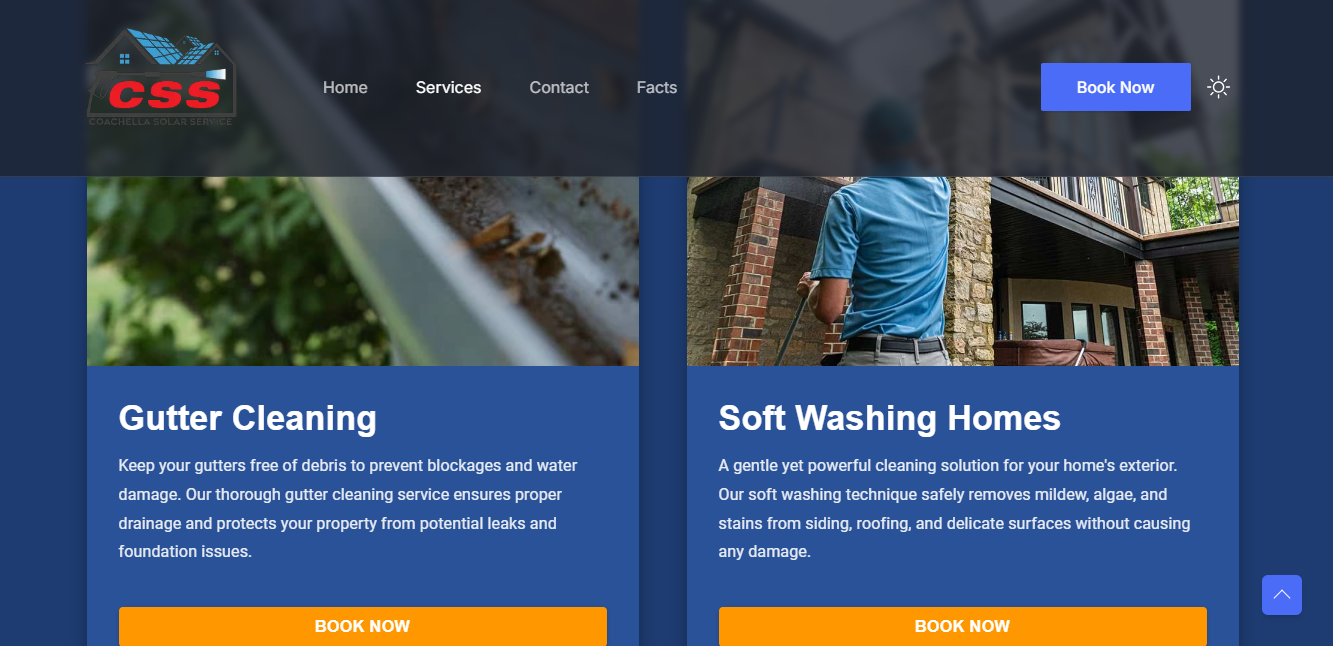 CSS
COACHELLA SOLAR SERVICE
Home Services Contact Facts
Book Now
Gutter Cleaning
Keep your gutters free of debris to prevent blockages and water
damage. Our thorough gutter cleaning service ensures proper
drainage and protects your property from potential leaks and
foundation issues.
BOOK NOW
Soft Washing Homes
A gentle yet powerful cleaning solution for your home's exterior.
Our soft washing technique safely removes mildew, algae, and
stains from siding, roofing, and delicate surfaces without causing
any damage.
BOOK NOW